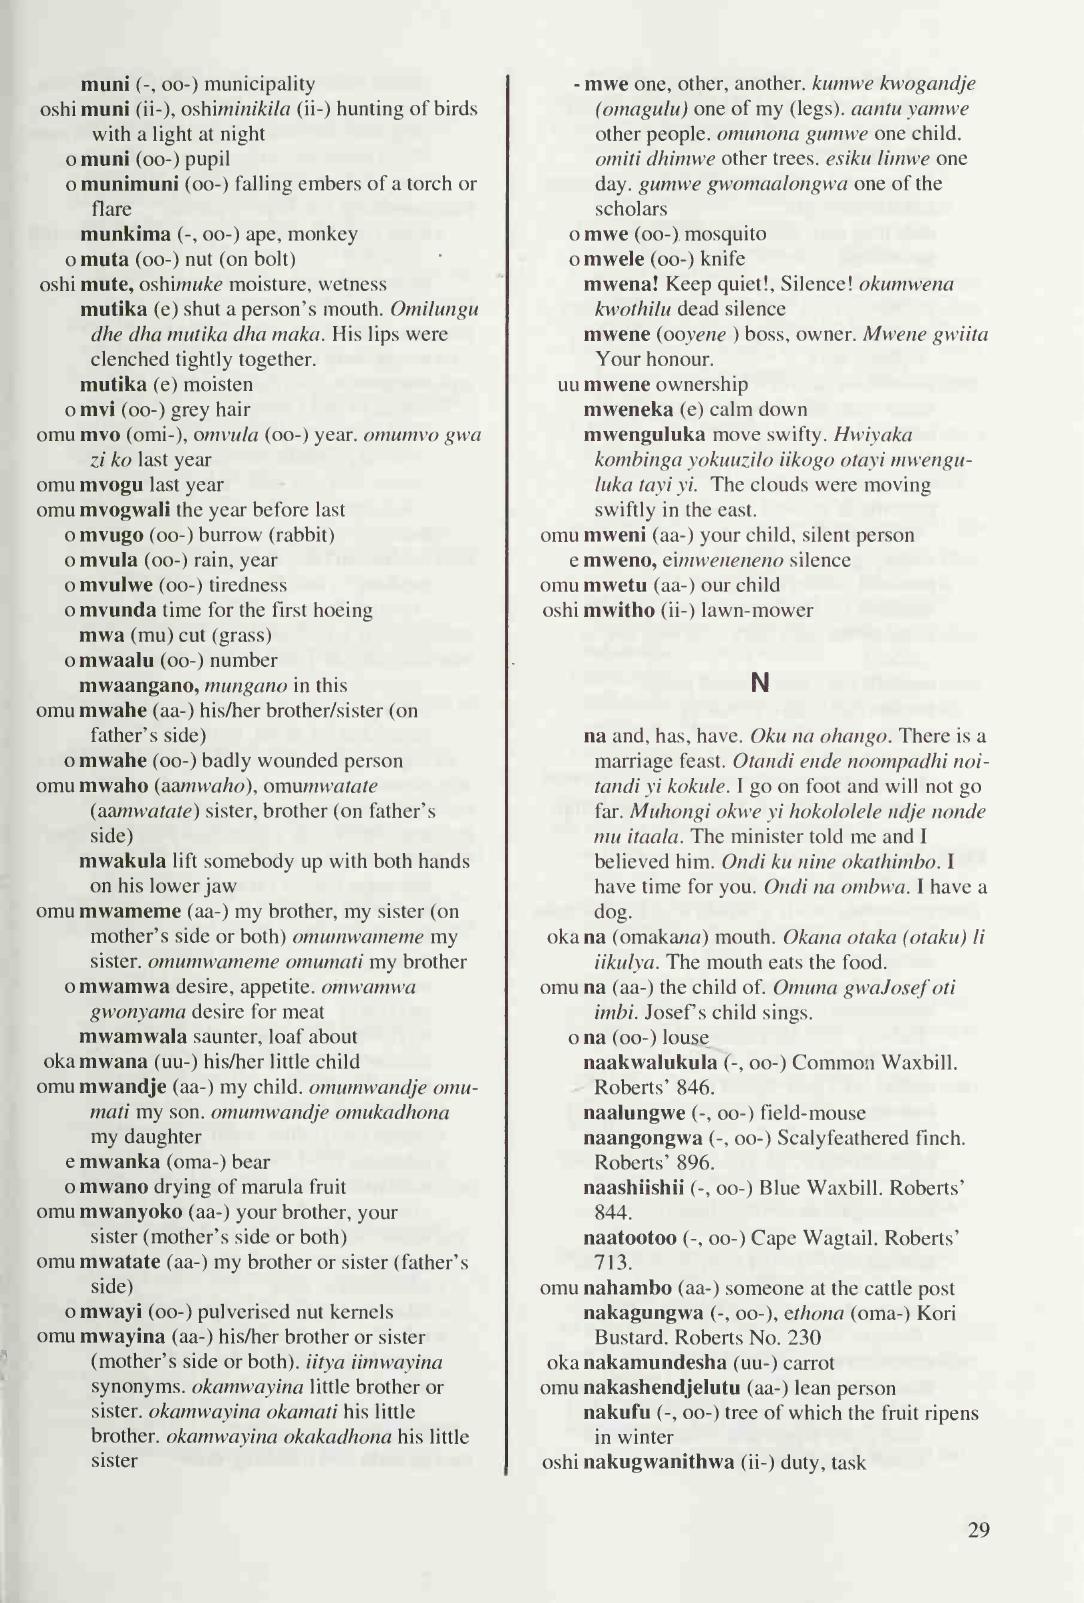 muni (-, oo-) municipality
oshi muni (ii-), oshiminikila (ii-) hunting of birds
with a light at night
o muni (oo-) pupil
o munimuni (oo-) falling embers of a torch or
flare
munkima (-, oo-) ape, monkey
o muta (oo-) nut (on bolt)
oshi mute, oshimuke moisture, wetness
mutika (e) shut a person's mouth. Omilungu
dhe dha mutika dha maka. His lips were
clenched tightly together.
mutika (e) moisten
o mvi (oo-) grey hair
omu mvo (omi-), omvula (oo-) year. omumvo gwa
zi ko last year
omu mvogu last year
omu mvogwali the year before last
o mvugo (oo-) burrow (rabbit)
o mvula (oo-) rain, year
o mvulwe (oo-) tiredness
o mvunda time for the first hoeing
mwa (mu) cut (grass)
o mwaalu (oo-) number
mwaangano, mungano in this
omu mwahe (aa-) his/her brother/sister (on
father's side)
o mwahe (oo-) badly wounded person
omu mwaho (aamwaho), omumwatate
(aamwatate) sister, brother (on father's
side)
mwakula lift somebody up with both hands
on his lower jaw
omu mwameme (aa-) my brother, my sister (on
mother's side or both) omumwameme my
sister. omumwameme omumati my brother
o mwamwa desire, appetite. omwamwa
gwonyama desire for meat
mwamwala saunter, loaf about
oka mwana (uu-) his/her little child
omu mwandje (aa-) my child. omumwandje omu-
mati my son. omumwandje omukadhona
my daughter
e mwanka (oma-) bear
o mwano drying of marula fruit
omu mwanyoko (aa-) your brother, your
sister (mother's side or both)
omu mwatate (aa-) my brother or sister (father's
side)
o mwayi (oo-) pulverised nut kernels
omu mwayina (aa-) his/her brother or sister
(mother's side or both). iitya iimwayina
synonyms. okamwayina little brother or
sister. okamwayina okamati his little
brother. okamwayina okakadhona his little
sister
- mwe one, other, another. kumwe kwogandje
(omagulu) one of my (legs). aantu yamwe
other people. omunona gumwe one child.
omiti dhimwe other trees. esiku limwe one
day. gumwe gwomaalongwa one of the
scholars
o mwe (oo-) mosquito
o mwele (oo-) knife
mwena! Keep quiet!, Silence! okumwena
kwothilu dead silence
mwene (ooyene ) boss, owner. Mwene gwiita
Your honour.
uu mwene ownership
mweneka (e) calm down
mwenguluka move swifty. Hwiyaka
kombinga yokuuzilo iikogo otayi mwengu-
luka tayi yi. The clouds were moving
swiftly in the east.
omu mweni (aa-) your child, silent person
e mweno, eimweneneno silence
omu mwetu (aa-) our child
oshi mwitho (ii-) lawn-mower
N
na and, has, have. Oku na ohango. There is a
marriage feast. Otandi ende noompadhi noi-
tandi yi kokule. I go on foot and will not go
far. Muhongi okwe yi hokololele ndje nonde
mu itaala. The minister told me and I
believed him. Ondi ku nine okathimbo. I
have time for you. Ondi na ombwa. I have a
dog.
oka na (omakana) mouth. Okana otaka (otaku) li
iikulya. The mouth eats the food.
omu na (aa-) the child of. Omuna gwaJosef oti
imbi. Josef's child sings.
o na (oo-) louse
naakwalukula (-, oo-) Common Waxbill.
Roberts' 846.
naalungwe (-, oo-) field-mouse
naangongwa (-, oo-) Scalyfeathered finch.
Roberts' 896.
naashiishii (-, oo-) Blue Waxbill. Roberts'
844.
naatootoo (-, oo-) Cape Wagtail. Roberts'
713.
omu nahambo (aa-) someone at the cattle post
nakagungwa (-, oo-), ethona (oma-) Kori
Bustard. Roberts No. 230
oka nakamundesha (uu-) carrot
omu nakashendjelutu (aa-) lean person
nakufu (-, oo-) tree of which the fruit ripens
in winter
oshi nakugwanithwa (ii-) duty, task
29